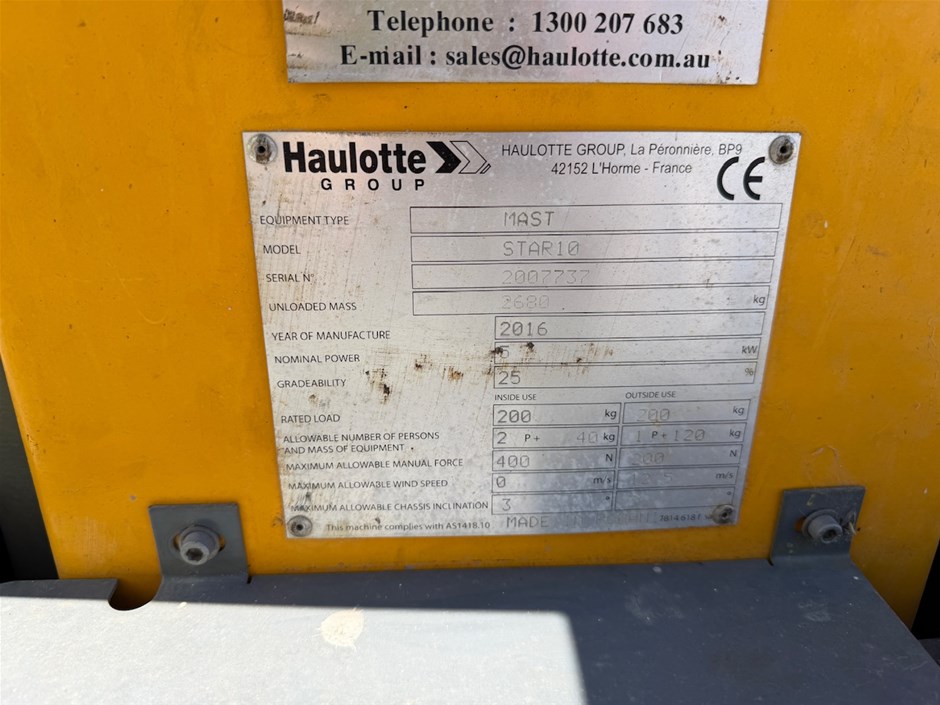 Telephone : 1300 207 683
E-mail : sales@haulotte.com.au
Haulotte
GROUP
HAULOTTE GROUP, La Péronnière, BP9
42152 L'Horme - France
CE
EQUIPMENT TYPE MAST
MODEL STAR10
SERIAL N° 2007737
UNLOADED MASS 2680 kg
YEAR OF MANUFACTURE 2016
NOMINAL POWER kW
GRADEABILITY 25 %
INSIDE USE OUTSIDE USE
RATED LOAD 200 kg 200 kg
ALLOWABLE NUMBER OF PERSONS
AND MASS OF EQUIPMENT 2 P+ 40 kg 1 P+ 120 kg
MAXIMUM ALLOWABLE MANUAL FORCE 400 N 200 N
MAXIMUM ALLOWABLE WIND SPEED 0 m/s m/s
MAXIMUM ALLOWABLE CHASSIS INCLINATION 3 ° °
This machine complies with AS1418.10 MADE